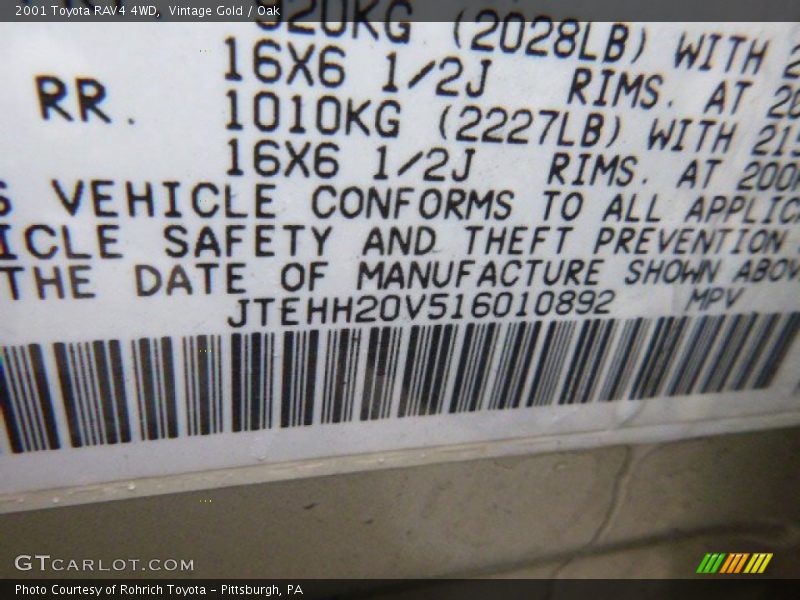 2001 Toyota RAV4 4WD, Vintage Gold / Oak
920KG (2028LB) WITH
16X6 1/2J RIMS. AT
RR. 1010KG (2227LB) WITH
16X6 1/2J RIMS. AT
VEHICLE CONFORMS TO ALL
SAFETY AND THEFT PREVENTION
THE DATE OF MANUFACTURE SHOWN
JTEHH20V516010892 MPV
GTCARLOT.COM
Photo Courtesy of Rohrich Toyota - Pittsburgh, PA